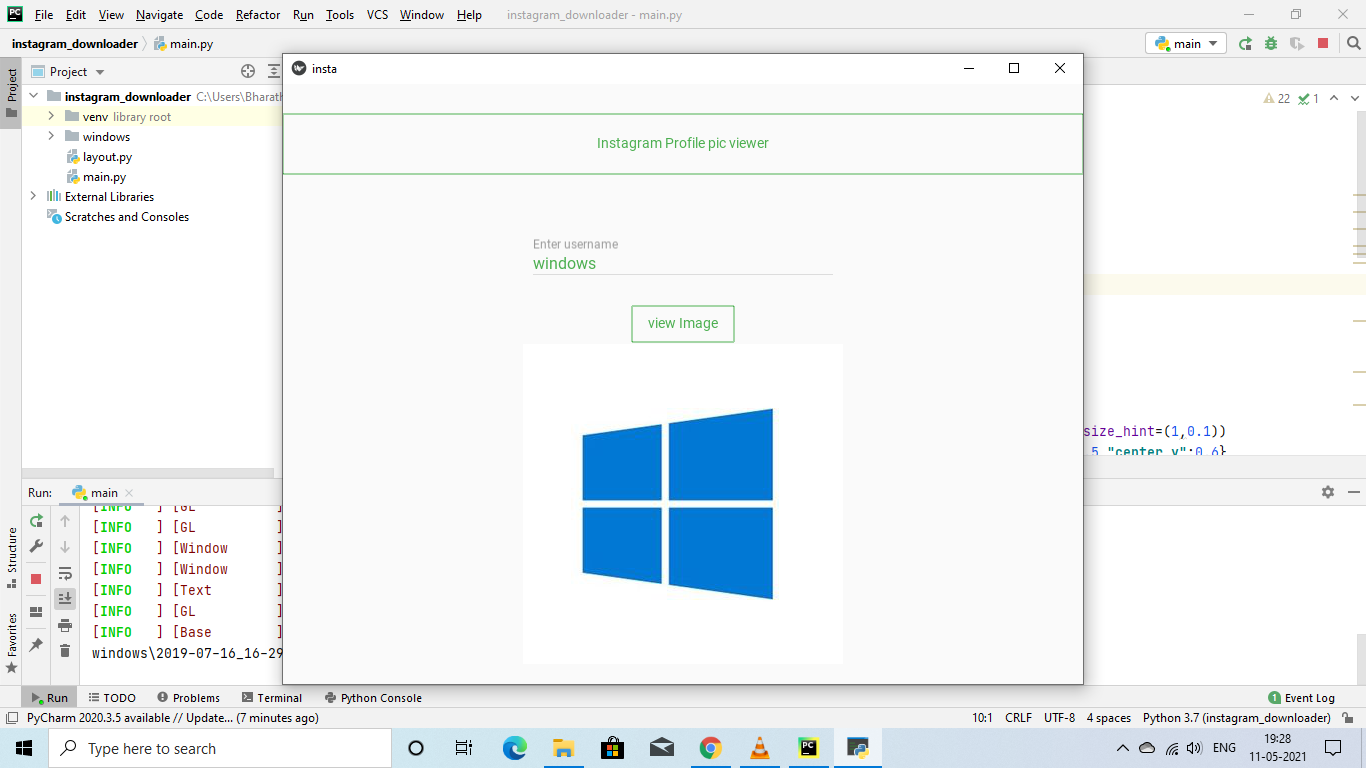 File Edit View Navigate Code Refactor Run Tools VCS Window Help instagram_downloader - main.py
instagram_downloader main.py main
Project
insta
instagram_downloader C:\Users\Bharath
22 1
venv library root
windows
layout.py
main.py
External Libraries
Scratches and Consoles
Project
Instagram Profile pic viewer
Enter username
windows
view Image
size_hint=(1,0.1))
5,"center_y":0.6}
Run: main
[INFO ] [GL ]
[INFO ] [GL ]
[INFO ] [Window ]
[INFO ] [Window ]
[INFO ] [Text ]
[INFO ] [GL ]
[INFO ] [Base ]
windows\2019-07-16_16-29
Structure
Favorites
Run TODO Problems Terminal Python Console Event Log
1
PyCharm 2020.3.5 available // Update... (7 minutes ago) 10:1 CRLF UTF-8 4 spaces Python 3.7 (instagram_downloader)
Type here to search
ENG
19:28
11-05-2021